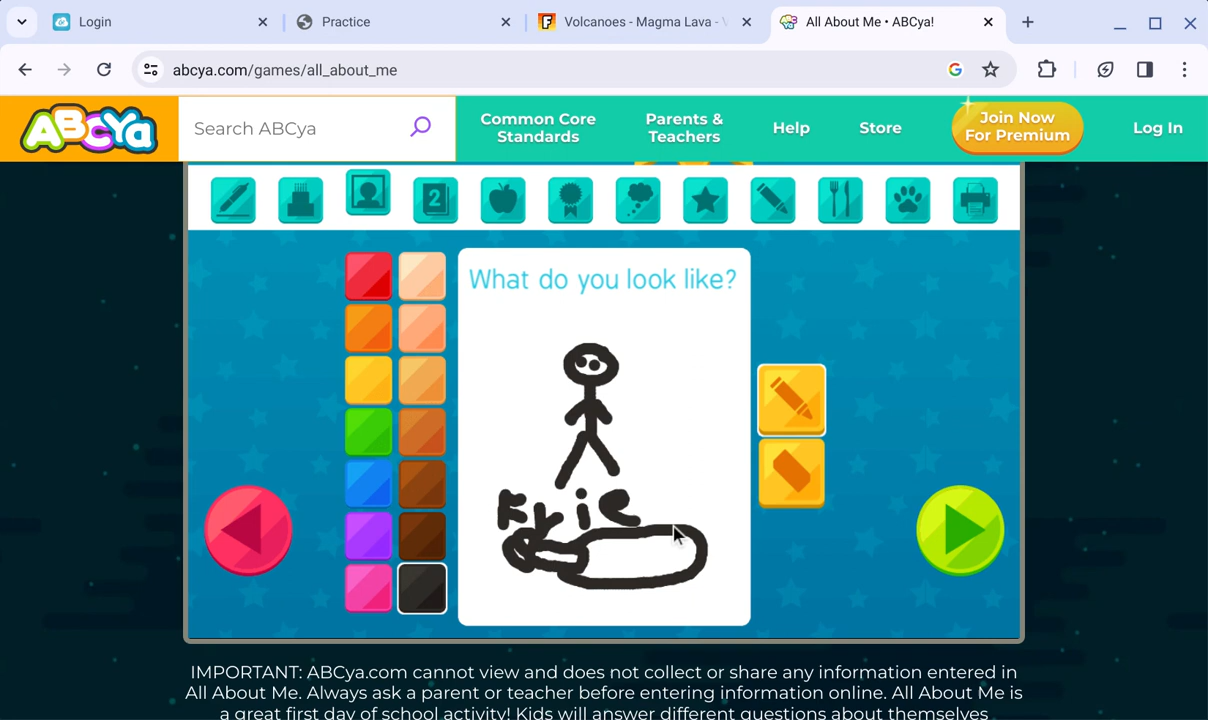 Login
Practice
Volcanoes - Magma Lava -
All About Me • ABCya!
abcya.com/games/all_about_me
ABCYa
Search ABCya
Common Core
Standards
Parents &
Teachers
Help
Store
Join Now
For Premium
Log In
2
What do you look like?
Kyie
IMPORTANT: ABCya.com cannot view and does not collect or share any information entered in
All About Me. Always ask a parent or teacher before entering information online. All About Me is
a great first day of school activity! Kids will answer different questions about themselves